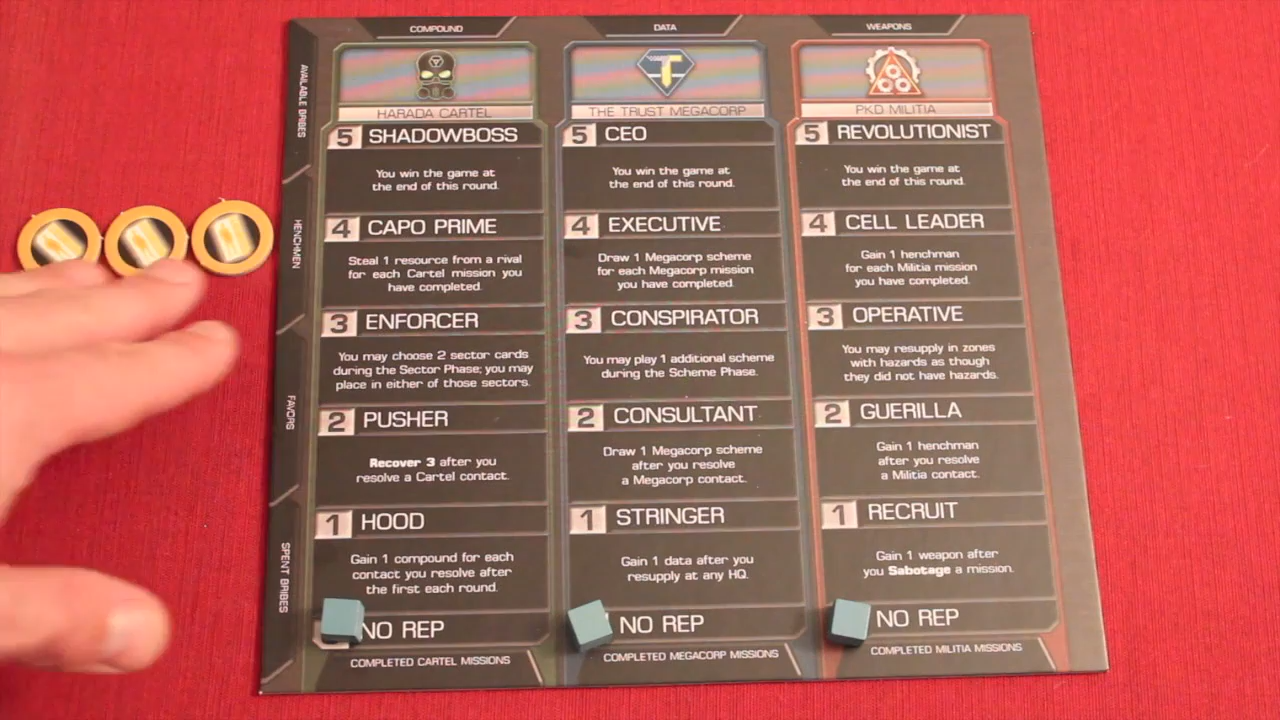 COMPOUND
DATA
WEAPONS
AVAILABLE BRIBES
HENCHMEN
FAVORS
SPENT BRIBES
HARADA CARTEL
5 SHADOWBOSS
You win the game at
the end of this round.
4 CAPO PRIME
Steal 1 resource from a rival
for each Cartel mission you
have completed.
3 ENFORCER
You may choose 2 sector cards
during the Sector Phase; you may
place in either of those sectors.
2 PUSHER
Recover 3 after you
resolve a Cartel contact.
1 HOOD
Gain 1 compound for each
contact you resolve after
the first each round.
NO REP
COMPLETED CARTEL MISSIONS
T
THE TRUST MEGACORP
5 CEO
You win the game at
the end of this round.
4 EXECUTIVE
Draw 1 Megacorp scheme
for each Megacorp mission
you have completed.
3 CONSPIRATOR
You may play 1 additional scheme
during the Scheme Phase.
2 CONSULTANT
Draw 1 Megacorp scheme
after you resolve
a Megacorp contact.
1 STRINGER
Gain 1 data after you
resupply at any HQ.
NO REP
COMPLETED MEGACORP MISSIONS
PKD MILITIA
5 REVOLUTIONIST
You win the game at
the end of this round.
4 CELL LEADER
Gain 1 henchman
for each Militia mission
you have completed.
3 OPERATIVE
You may resupply in zones
with hazards as though
they did not have hazards.
2 GUERILLA
Gain 1 henchman
after you resolve
a Militia contact.
1 RECRUIT
Gain 1 weapon after
you Sabotage a mission.
NO REP
COMPLETED MILITIA MISSIONS